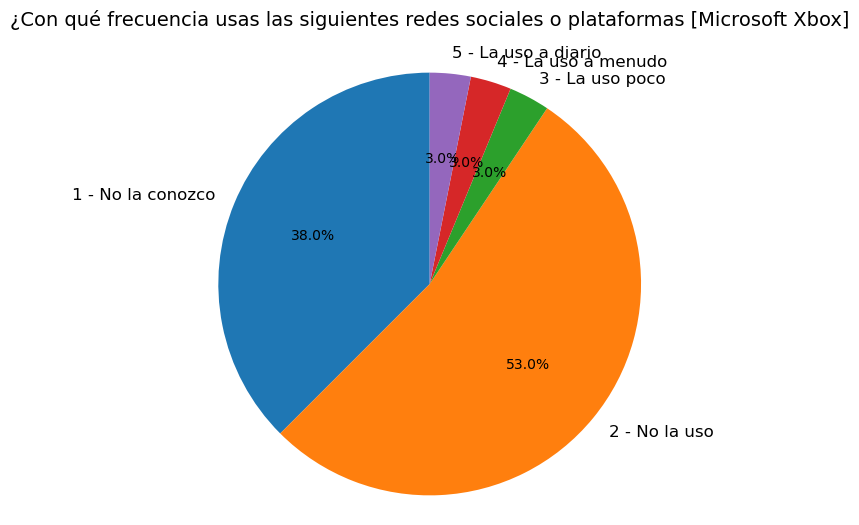 ¿Con qué frecuencia usas las siguientes redes sociales o plataformas [Microsoft Xbox]
5 - La uso a diario
4 - La uso a menudo
3 - La uso poco
3.0%
3.0%
3.0%
1 - No la conozco
38.0%
53.0%
2 - No la uso